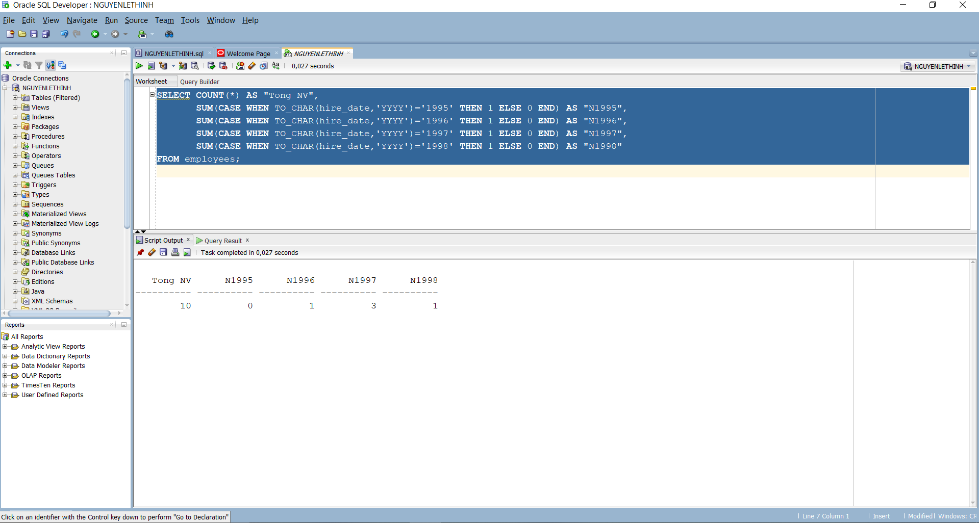 Oracle SQL Developer : NGUYENLETHINH
File Edit View Navigate Run Source Team Tools Window Help
Connections
Oracle Connections
NGUYENLETHINH
Tables (Filtered)
Views
Indexes
Packages
Procedures
Functions
Operators
Queues
Queues Tables
Triggers
Types
Sequences
Materialized Views
Materialized View Logs
Synonyms
Public Synonyms
Database Links
Public Database Links
Directories
Editions
Java
XML Schemas
Reports
All Reports
Analytic View Reports
Data Dictionary Reports
Data Modeler Reports
OLAP Reports
TimesTen Reports
User Defined Reports
NGUYENLETHINH.sql Welcome Page NGUYENLETHINH
0,027 seconds
NGUYENLETHINH
Worksheet Query Builder
SELECT COUNT(*) AS "Tong NV",
SUM(CASE WHEN TO_CHAR(hire_date,'YYYY')='1995' THEN 1 ELSE 0 END) AS "N1995",
SUM(CASE WHEN TO_CHAR(hire_date,'YYYY')='1996' THEN 1 ELSE 0 END) AS "N1996",
SUM(CASE WHEN TO_CHAR(hire_date,'YYYY')='1997' THEN 1 ELSE 0 END) AS "N1997",
SUM(CASE WHEN TO_CHAR(hire_date,'YYYY')='1998' THEN 1 ELSE 0 END) AS "N1998"
FROM employees;
Script Output × Query Result ×
Task completed in 0,027 seconds
Tong NV N1995 N1996 N1997 N1998
---------- ---------- ---------- ---------- ----------
10 0 1 3 1
Click on an identifier with the Control key down to perform "Go to Declaration"
Line 7 Column 1 Insert Modified Windows: CF